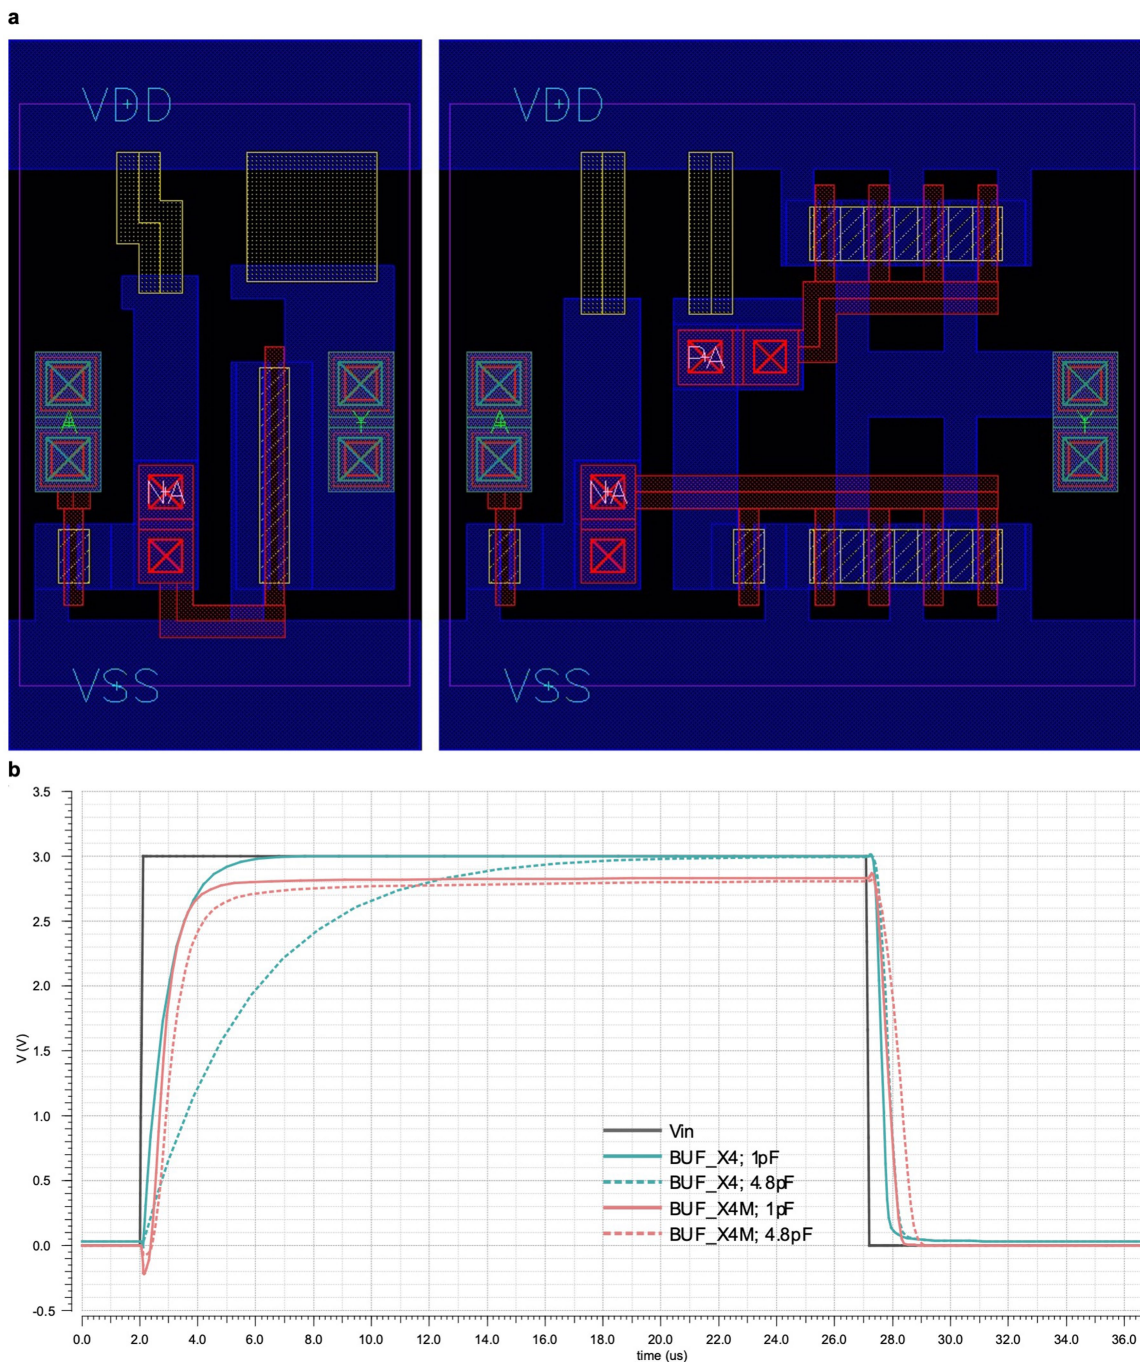 a
VDD VDD
PA
A Y A Y
NA NA
VSS VSS
b
3.5
3.0
2.5
2.0
1.5
1.0
0.5
0.0
-0.5
V (V)
Vin
BUF_X4; 1pF
BUF_X4; 4.8pF
BUF_X4M; 1pF
BUF_X4M; 4.8pF
0.0 2.0 4.0 6.0 8.0 10.0 12.0 14.0 16.0 18.0 20.0 22.0 24.0 26.0 28.0 30.0 32.0 34.0 36.0
time (us)